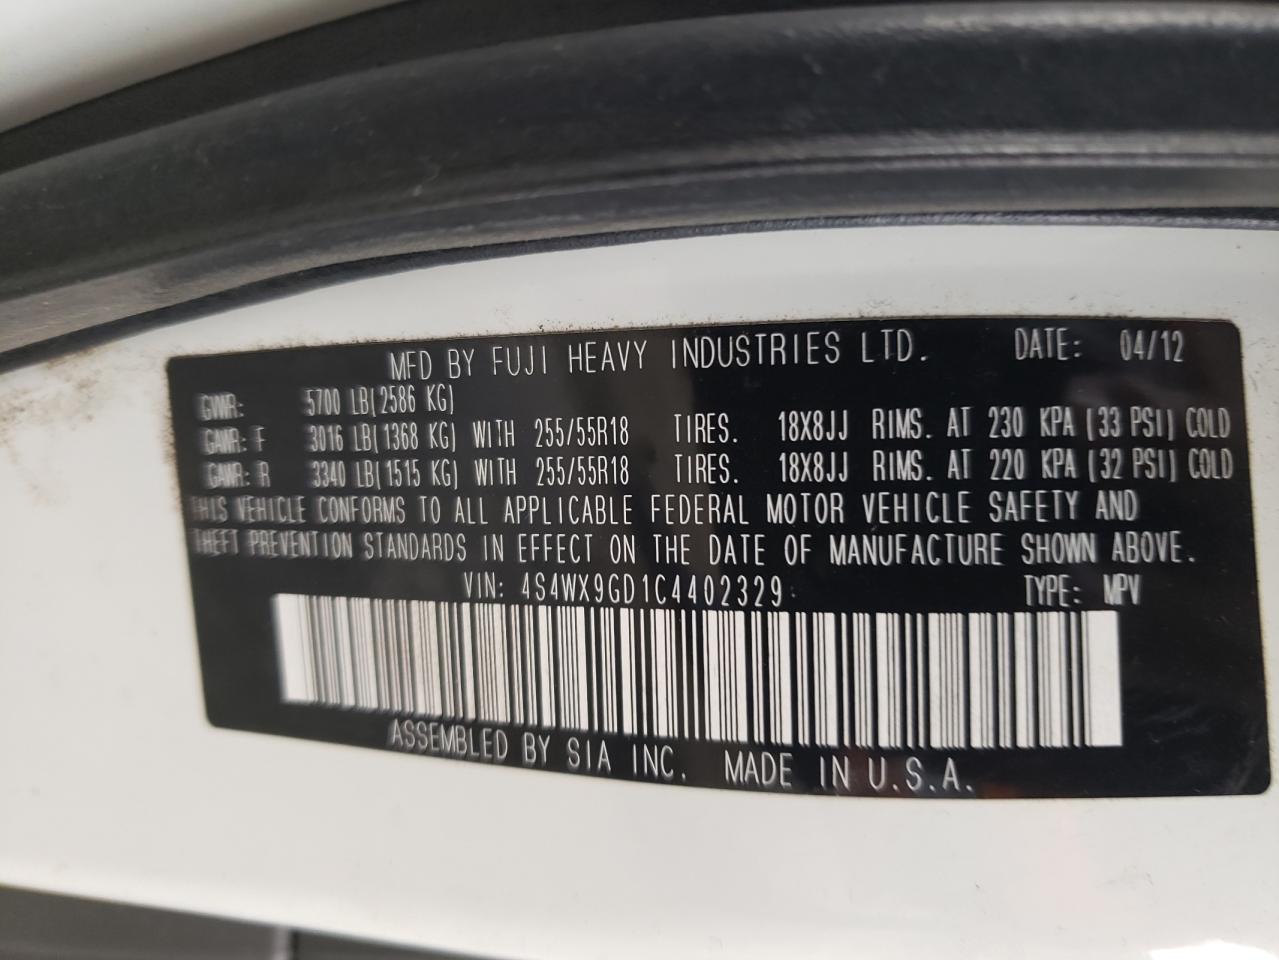 MFD BY FUJI HEAVY INDUSTRIES LTD. DATE: 04/12
GVWR: 5700 LB(2586 KG)
GAWR: F 3016 LB(1368 KG) WITH 255/55R18 TIRES. 18X8JJ RIMS. AT 230 KPA (33 PSI) COLD
GAWR: R 3340 LB(1515 KG) WITH 255/55R18 TIRES. 18X8JJ RIMS. AT 220 KPA (32 PSI) COLD
THIS VEHICLE CONFORMS TO ALL APPLICABLE FEDERAL MOTOR VEHICLE SAFETY AND
THEFT PREVENTION STANDARDS IN EFFECT ON THE DATE OF MANUFACTURE SHOWN ABOVE.
VIN: 4S4WX9GD1C4402329 TYPE: MPV
ASSEMBLED BY SIA INC. MADE IN U.S.A.